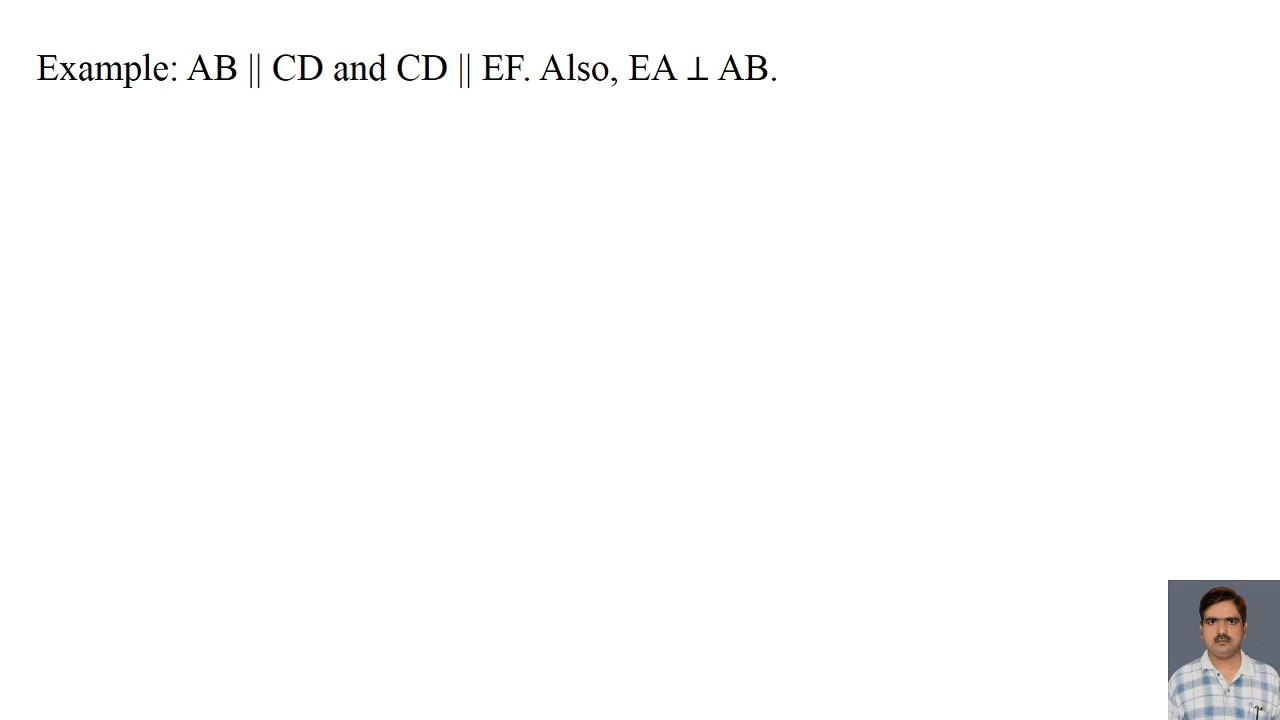 Example: AB || CD and CD || EF. Also, EA ⊥ AB.